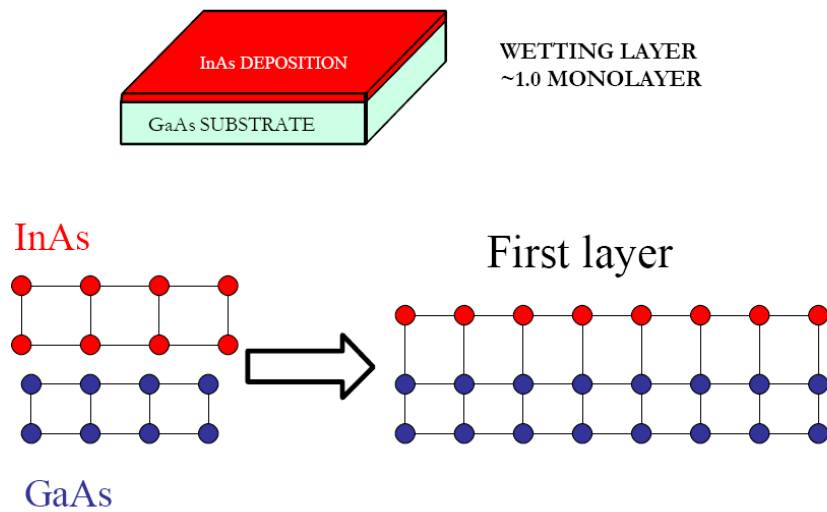 InAs DEPOSITION
GaAs SUBSTRATE
WETTING LAYER
~1.0 MONOLAYER
InAs
First layer
GaAs